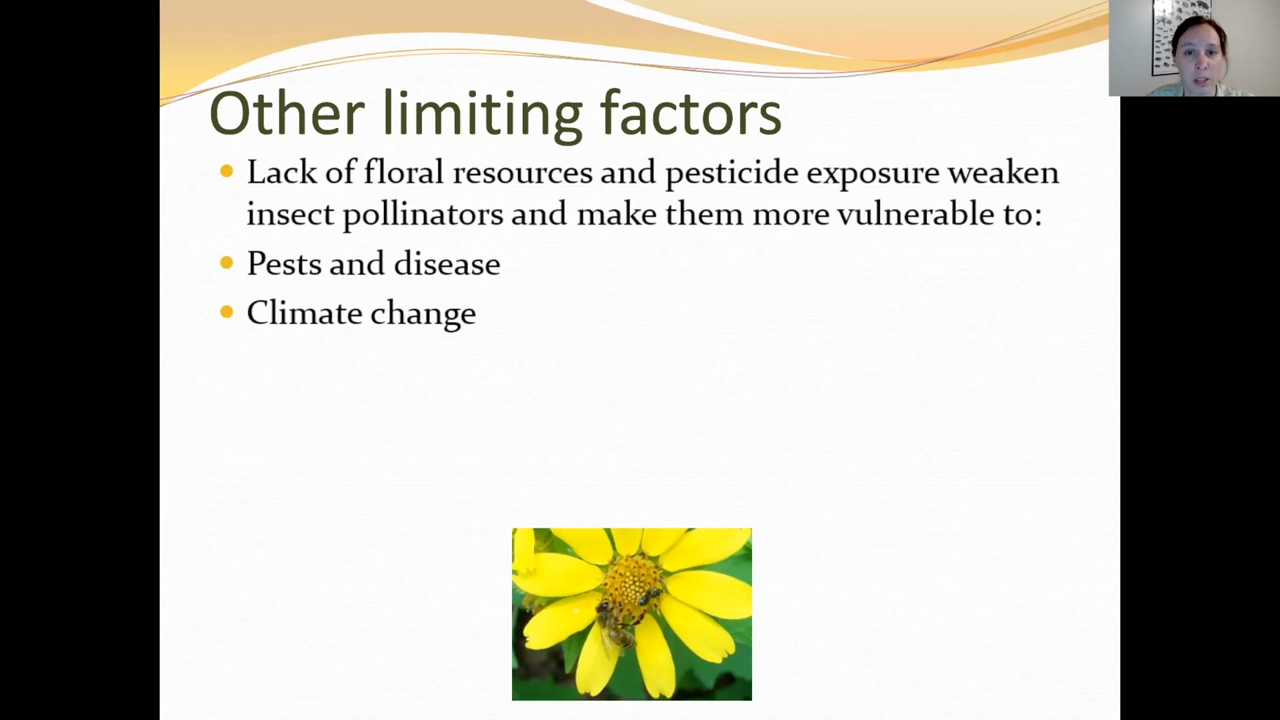 Other limiting factors
Lack of floral resources and pesticide exposure weaken
insect pollinators and make them more vulnerable to:
Pests and disease
Climate change